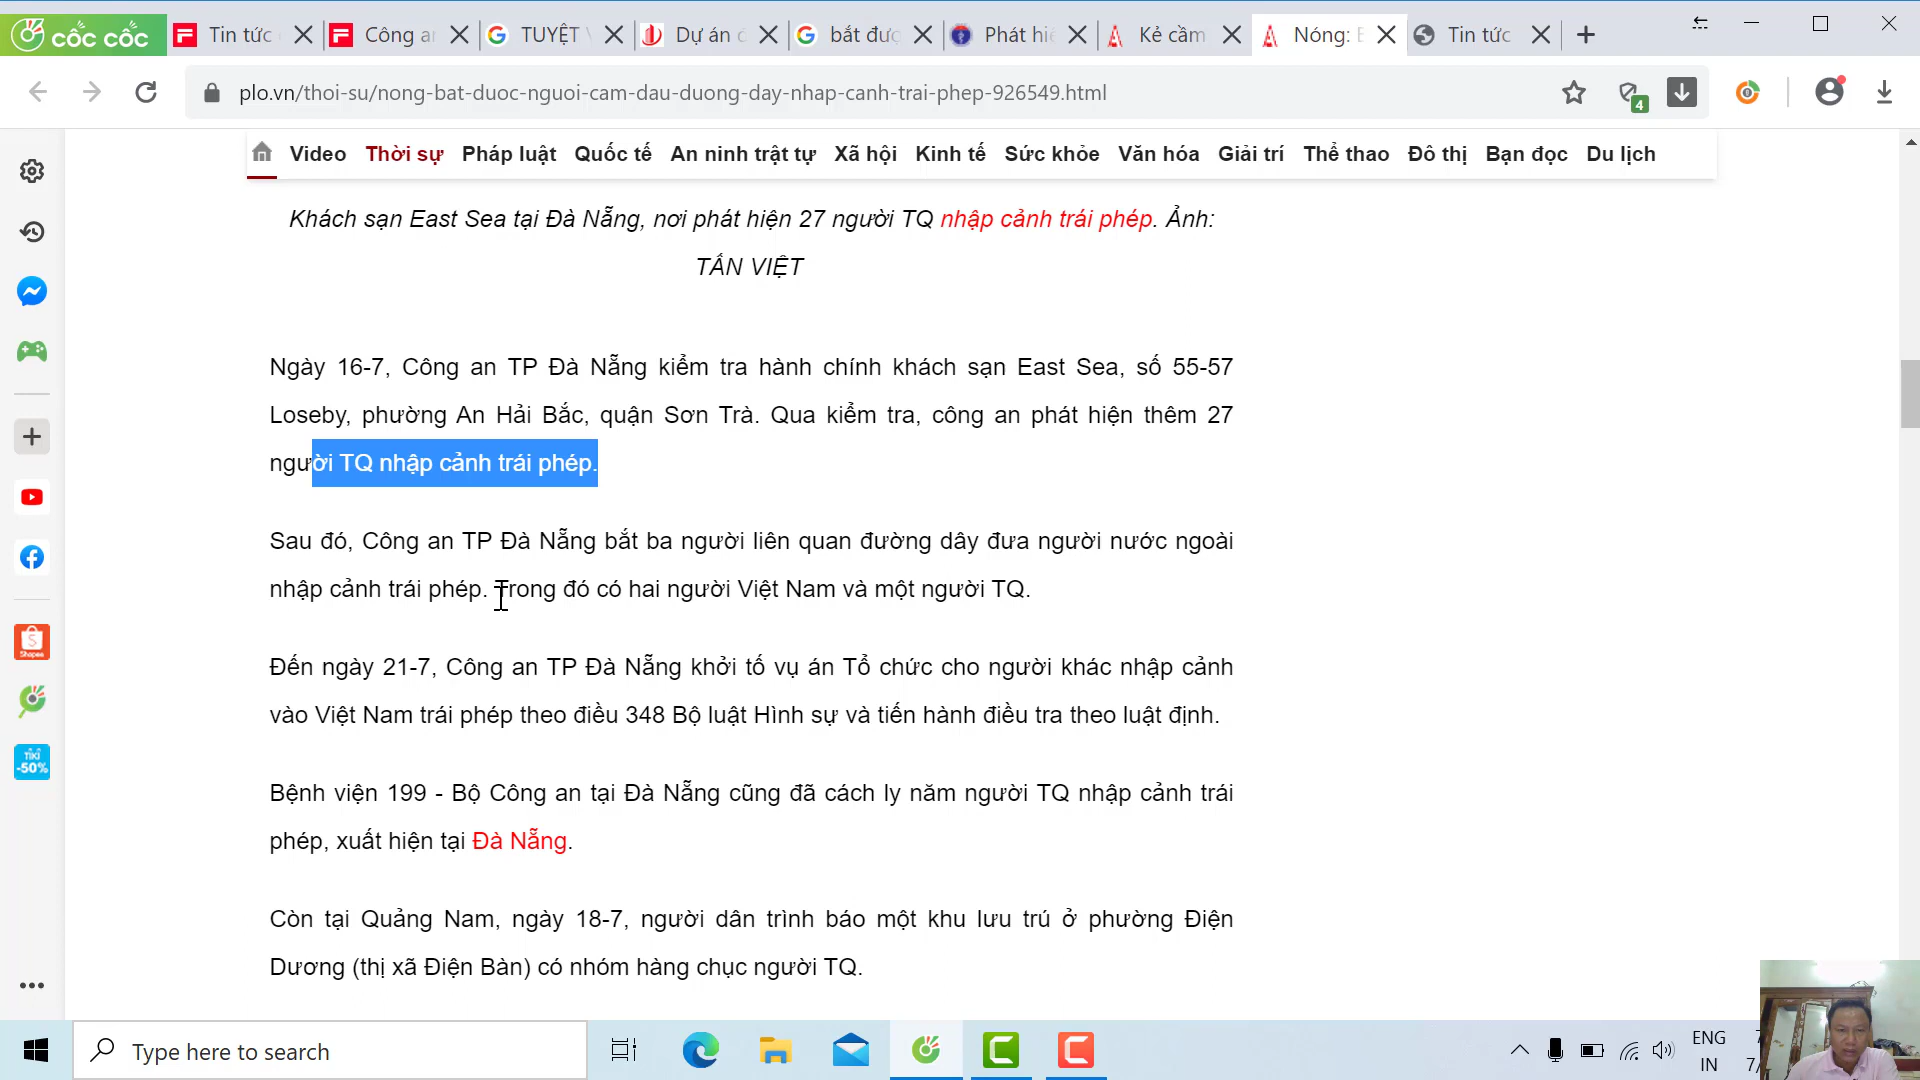 cốc cốc
Tin tức
Công a
TUYỆT
Dự án
bắt đượ
Phát hi
Kẻ cầm
Nóng:
Tin tức
plo.vn/thoi-su/nong-bat-duoc-nguoi-cam-dau-duong-day-nhap-canh-trai-phep-926549.html
4
Video Thời sự Pháp luật Quốc tế An ninh trật tự Xã hội Kinh tế Sức khỏe Văn hóa Giải trí Thể thao Đô thị Bạn đọc Du lịch
Khách sạn East Sea tại Đà Nẵng, nơi phát hiện 27 người TQ nhập cảnh trái phép. Ảnh:
TẤN VIỆT
Ngày 16-7, Công an TP Đà Nẵng kiểm tra hành chính khách sạn East Sea, số 55-57
Loseby, phường An Hải Bắc, quận Sơn Trà. Qua kiểm tra, công an phát hiện thêm 27
người TQ nhập cảnh trái phép.
Sau đó, Công an TP Đà Nẵng bắt ba người liên quan đường dây đưa người nước ngoài
nhập cảnh trái phép. Trong đó có hai người Việt Nam và một người TQ.
Đến ngày 21-7, Công an TP Đà Nẵng khởi tố vụ án Tổ chức cho người khác nhập cảnh
vào Việt Nam trái phép theo điều 348 Bộ luật Hình sự và tiến hành điều tra theo luật định.
Bệnh viện 199 - Bộ Công an tại Đà Nẵng cũng đã cách ly năm người TQ nhập cảnh trái
phép, xuất hiện tại Đà Nẵng.
Còn tại Quảng Nam, ngày 18-7, người dân trình báo một khu lưu trú ở phường Điện
Dương (thị xã Điện Bàn) có nhóm hàng chục người TQ.
Shopee
TIKI
-50%
Type here to search
ENG
IN